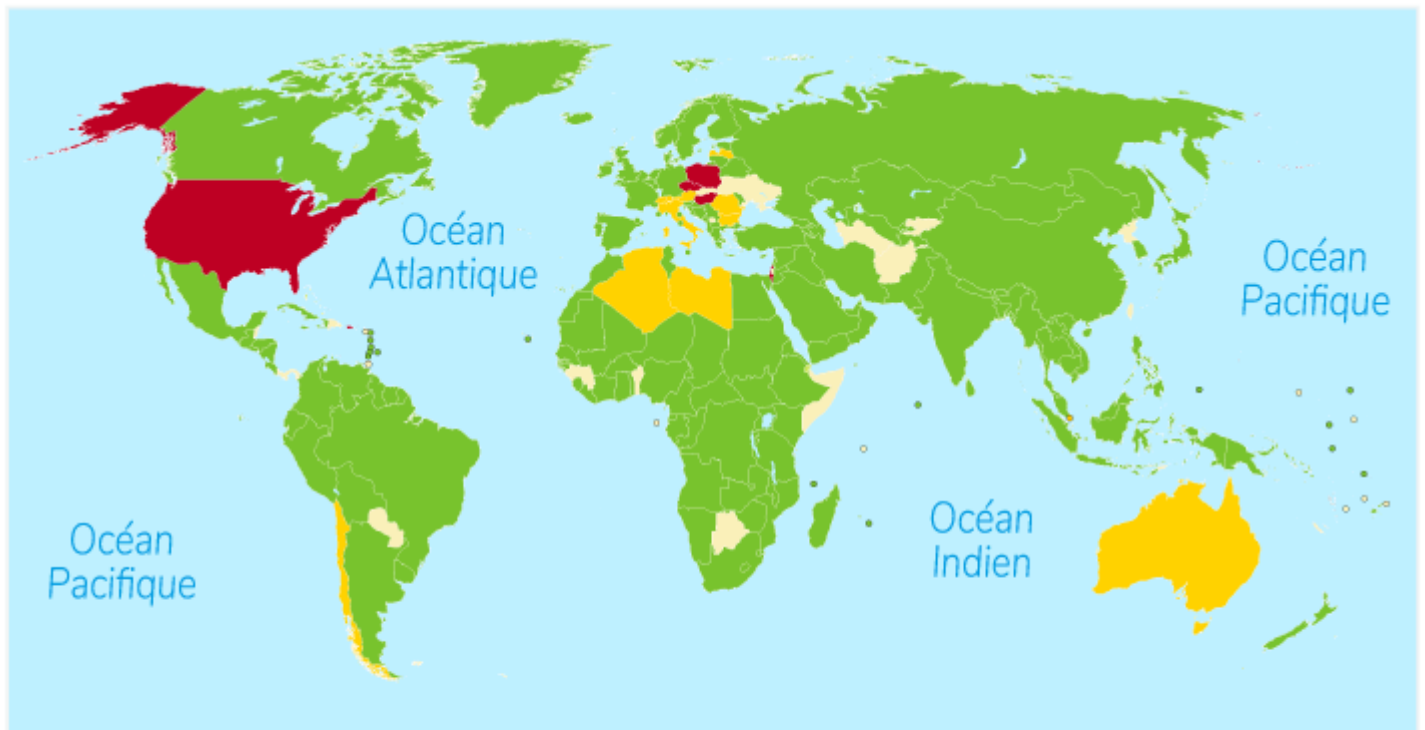 Océan
Atlantique
Océan
Pacifique
Océan
Pacifique
Océan
Indien